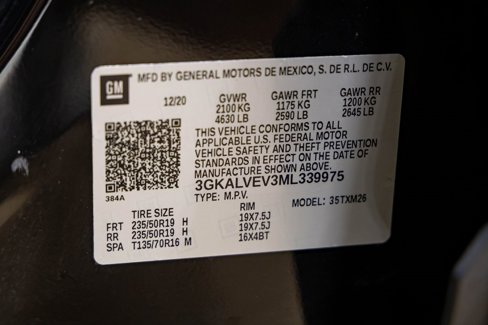 GM MFD BY GENERAL MOTORS DE MEXICO, S. DE R.L. DE C.V.
12/20 GVWR GAWR FRT GAWR RR
2100 KG 1175 KG 1200 KG
4630 LB 2590 LB 2645 LB
THIS VEHICLE CONFORMS TO ALL
APPLICABLE U.S. FEDERAL MOTOR
VEHICLE SAFETY AND THEFT PREVENTION
STANDARDS IN EFFECT ON THE DATE OF
MANUFACTURE SHOWN ABOVE.
3GKALVEV3ML339975
384A TYPE: M.P.V. MODEL: 35TXM26
TIRE SIZE RIM
FRT 235/50R19 H 19X7.5J
RR 235/50R19 H 19X7.5J
SPA T135/70R16 M 16X4BT